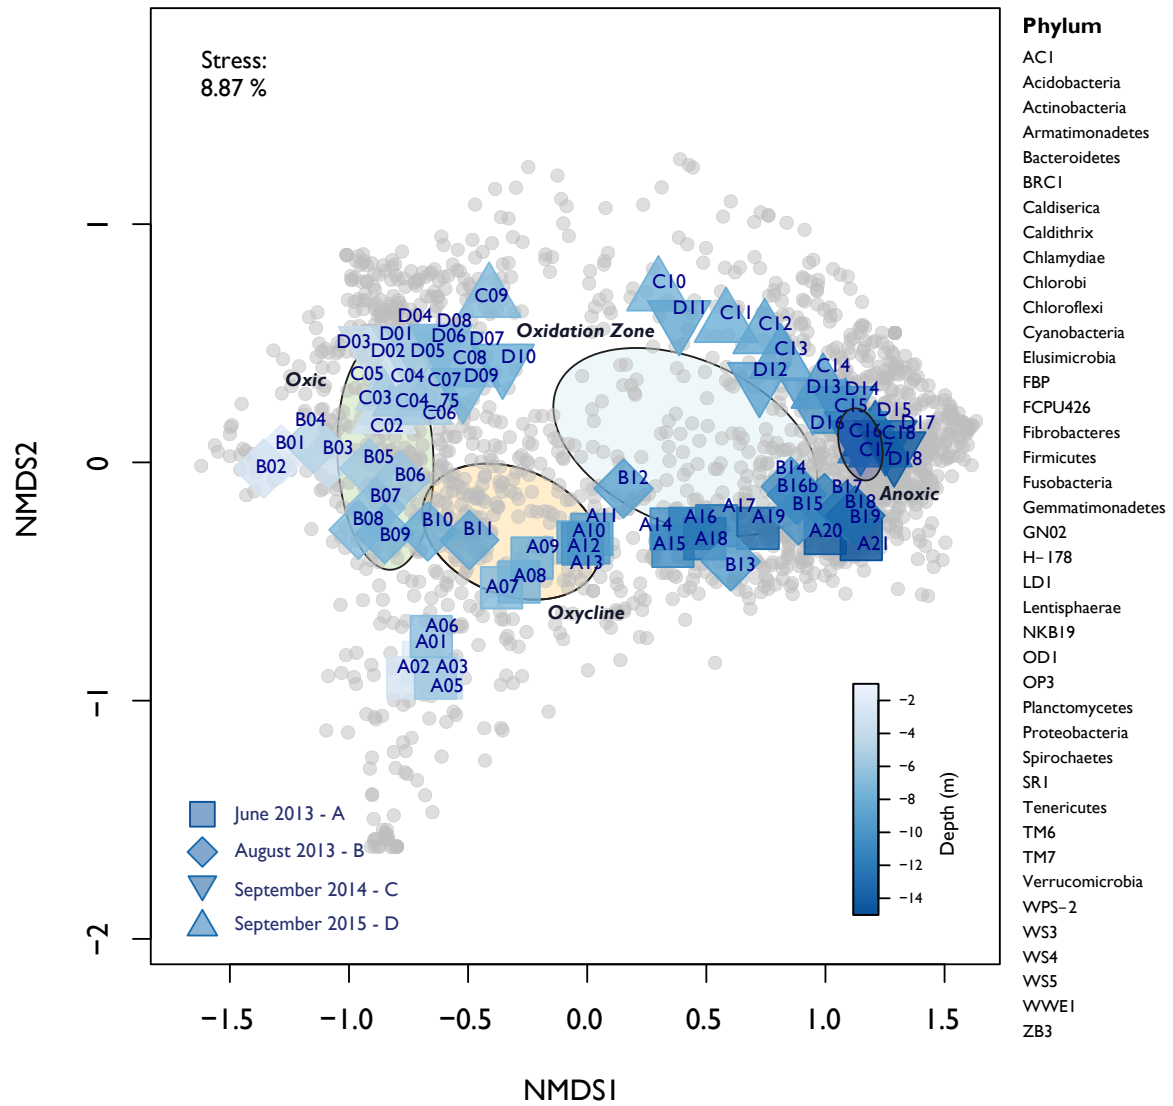 Stress:
8.87 %
Phylum
AC1
Acidobacteria
Actinobacteria
Armatimonadetes
Bacteroidetes
BRC1
Caldiserica
Caldithrix
Chlamydiae
Chlorobi
Chloroflexi
Cyanobacteria
Elusimicrobia
FBP
FCPU426
Fibrobacteres
Firmicutes
Fusobacteria
Gemmatimonadetes
GN02
H−178
LD1
Lentisphaerae
NKB19
OD1
OP3
Planctomycetes
Proteobacteria
Spirochaetes
SR1
Tenericutes
TM6
TM7
Verrucomicrobia
WPS−2
WS3
WS4
WS5
WWE1
ZB3
NMDS2
1
0
−1
−2
C10
C09
D11
C11
D04
D08
C12
Oxidation Zone
D01
D06
D03
D07
D02
D05
C08
D10
C13
C05
C04
C07
D09
D12
C14
Oxic
C03
C04_75
C06
D13
D14
C15
D15
B04
C02
D16
C16
C18
D17
B01
B03
C17
D18
B02
B05
B06
B12
B14
B16b
B17
Anoxic
B07
B15
B18
B08
B10
B09
B11
A11
A10
A12
A13
A14
A16
A17
A19
B19
A15
A18
A20
A21
A09
A08
A07
B13
Oxycline
A06
A01
A02
A03
A05
−2
−4
−6
−8
−10
−12
−14
Depth (m)
June 2013 - A
August 2013 - B
September 2014 - C
September 2015 - D
−1.5
−1.0
−0.5
0.0
0.5
1.0
1.5
NMDS1